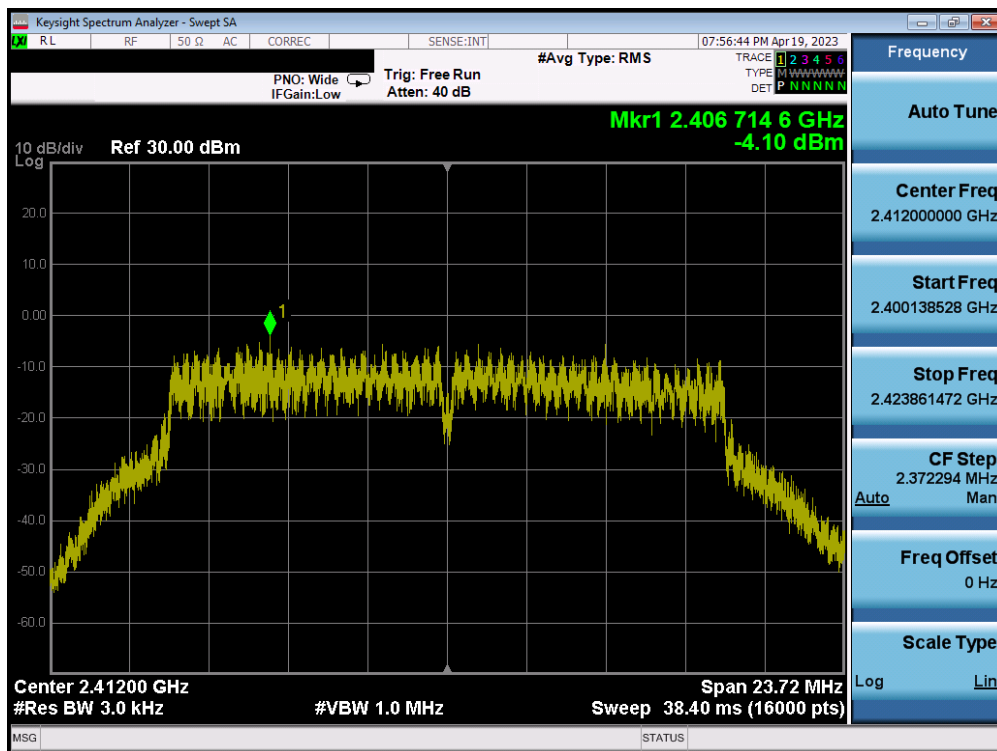 Keysight Spectrum Analyzer - Swept SA
LXI RL RF 50 Ω AC CORREC SENSE:INT 07:56:44 PM Apr 19, 2023
Frequency
#Avg Type: RMS
TRACE 1 2 3 4 5 6
PNO: Wide Trig: Free Run
TYPE M WWWWW
IFGain:Low Atten: 40 dB
DET P N N N N N
Auto Tune
Mkr1 2.406 714 6 GHz
-4.10 dBm
10 dB/div Ref 30.00 dBm
Log
20.0
10.0
0.00
-10.0
-20.0
-30.0
-40.0
-50.0
-60.0
1
Center Freq
2.412000000 GHz
Start Freq
2.400138528 GHz
Stop Freq
2.423861472 GHz
CF Step
2.372294 MHz
Auto Man
Freq Offset
0 Hz
Scale Type
Log Lin
Center 2.41200 GHz Span 23.72 MHz
#Res BW 3.0 kHz #VBW 1.0 MHz Sweep 38.40 ms (16000 pts)
MSG STATUS